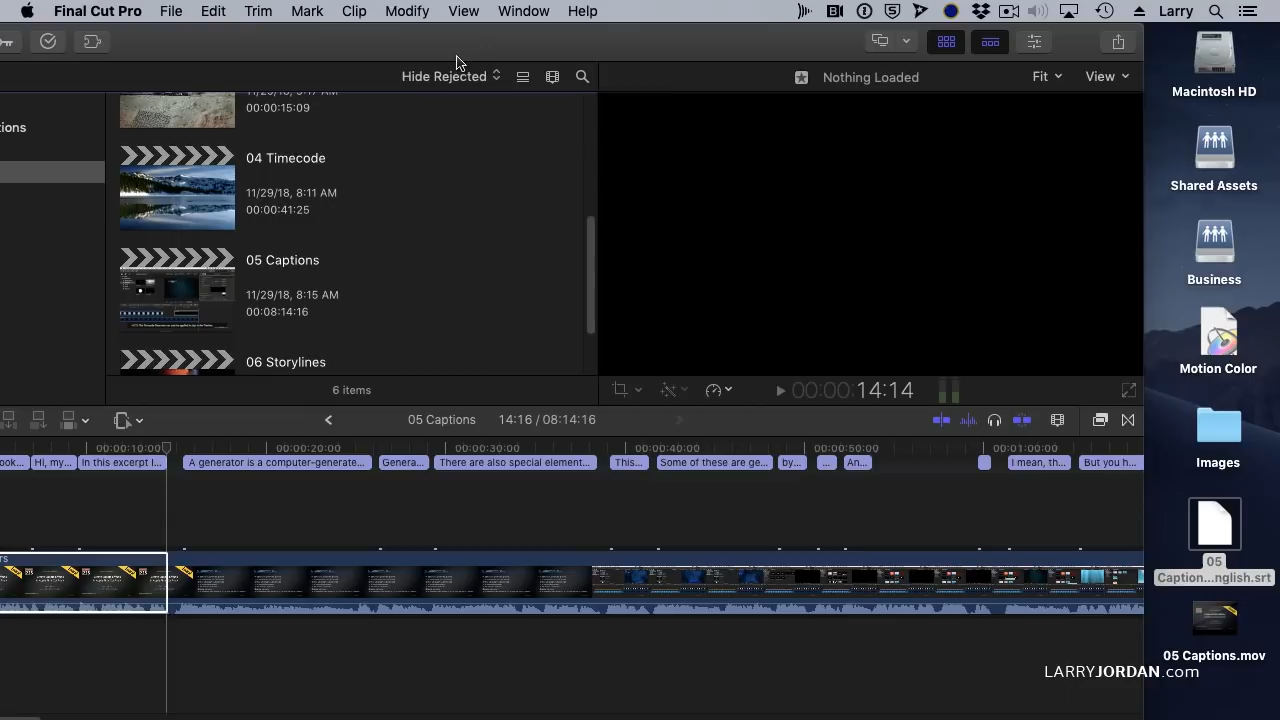 Final Cut Pro File Edit Trim Mark Clip Modify View Window Help Larry
Hide Rejected Nothing Loaded Fit View
00:00:15:09
tions
04 Timecode
11/29/18, 8:11 AM
00:00:41:25
05 Captions
11/29/18, 8:15 AM
00:08:14:16
06 Storylines
6 items
00:00:14:14
05 Captions 14:16 / 08:14:16
00:00:10:00 00:00:20:00 00:00:30:00 00:00:40:00 00:00:50:00 00:01:00:00
ook... Hi, my... In this excerpt I... A generator is a computer-generate... Genera... There are also special element... This... Some of these are ge... by... ... An... I mean, th... But you h...
TS
Macintosh HD
Shared Assets
Business
Motion Color
Images
05
Caption...nglish.srt
05 Captions.mov
LARRYJORDAN.com